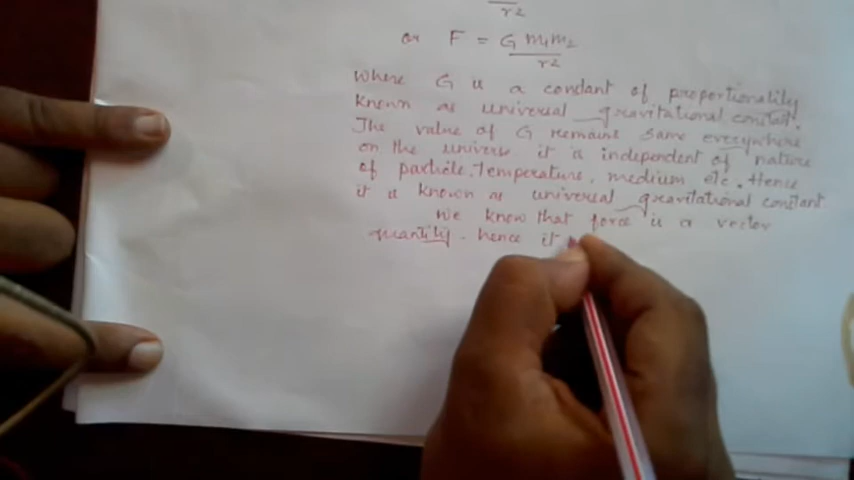 r2
or F = G m1m2
r2
where G is a constant of proportionality
known as universal gravitational constant.
The value of G remains same everywhere
on the universe it is independent of nature
of particle, temperature, medium etc. Hence
it is known as universal gravitational constant
We know that force is a vector
quantity. hence it